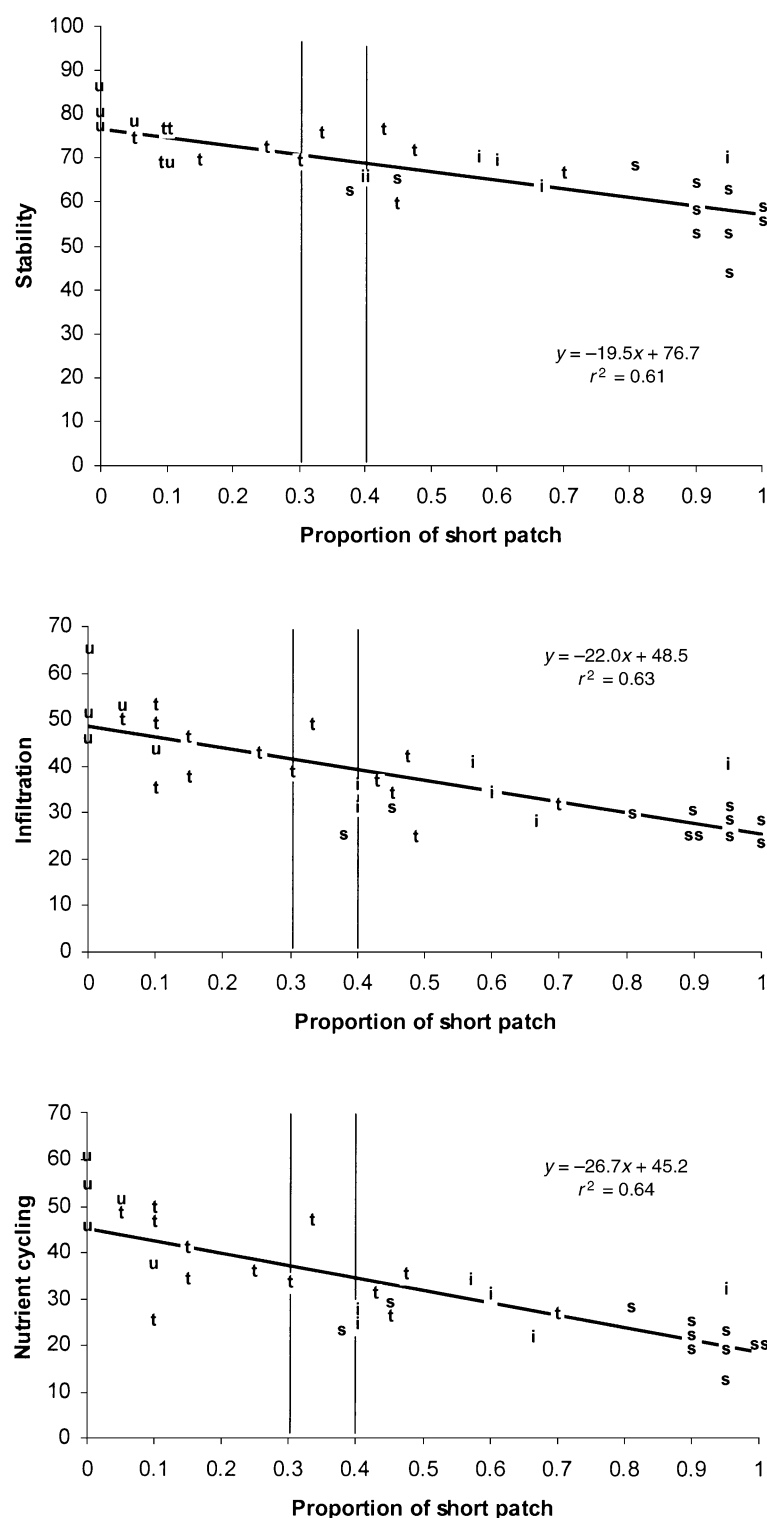 100
90
80
70
60
50
40
30
20
10
0
Stability
u
u
u
u
t
tt
tu
t
t
t
t
s
ii
t
s
t
t
i
i
i
t
s
s
s
s
i
s
s
s
s
s
y = –19.5x + 76.7
r² = 0.61
0 0.1 0.2 0.3 0.4 0.5 0.6 0.7 0.8 0.9 1
Proportion of short patch
70
60
50
40
30
20
10
0
Infiltration
u
u
u
u
t
t
t
u
t
t
t
t
t
t
s
i
i
t
t
s
t
t
i
i
i
t
s
s
ss
i
s
s
s
s
s
y = –22.0x + 48.5
r² = 0.63
0 0.1 0.2 0.3 0.4 0.5 0.6 0.7 0.8 0.9 1
Proportion of short patch
70
60
50
40
30
20
10
0
Nutrient cycling
u
u
u
u
t
t
t
u
t
t
t
t
t
t
s
i
i
t
s
t
t
i
i
i
t
s
s
s
s
i
s
s
s
ss
y = –26.7x + 45.2
r² = 0.64
0 0.1 0.2 0.3 0.4 0.5 0.6 0.7 0.8 0.9 1
Proportion of short patch